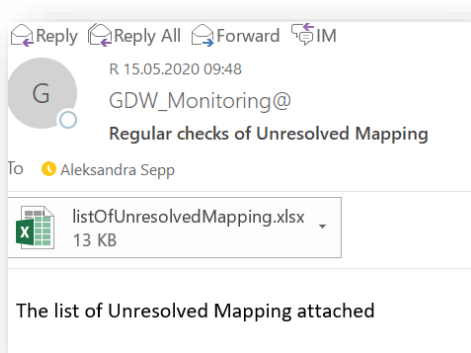 Reply Reply All Forward IM
R 15.05.2020 09:48
G
GDW_Monitoring@
Regular checks of Unresolved Mapping
To Aleksandra Sepp
listOfUnresolvedMapping.xlsx
13 KB
The list of Unresolved Mapping attached